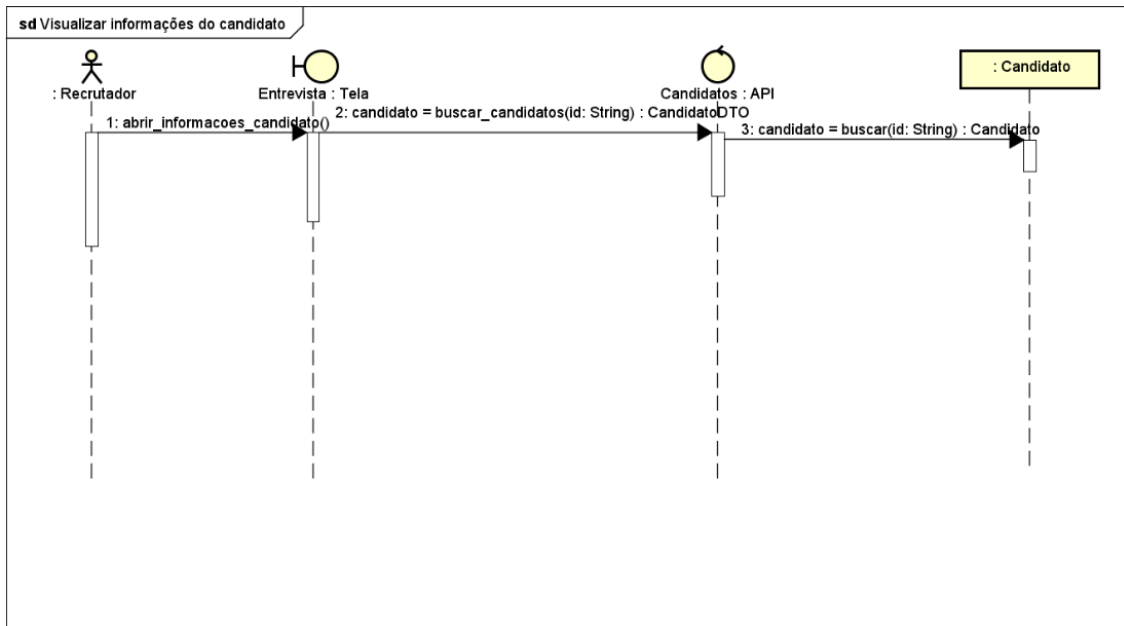 sd Visualizar informações do candidato
: Recrutador
Entrevista : Tela
Candidatos : API
: Candidato
1: abrir_informacoes_candidato()
2: candidato = buscar_candidatos(id: String) : CandidatoDTO
3: candidato = buscar(id: String) : Candidato